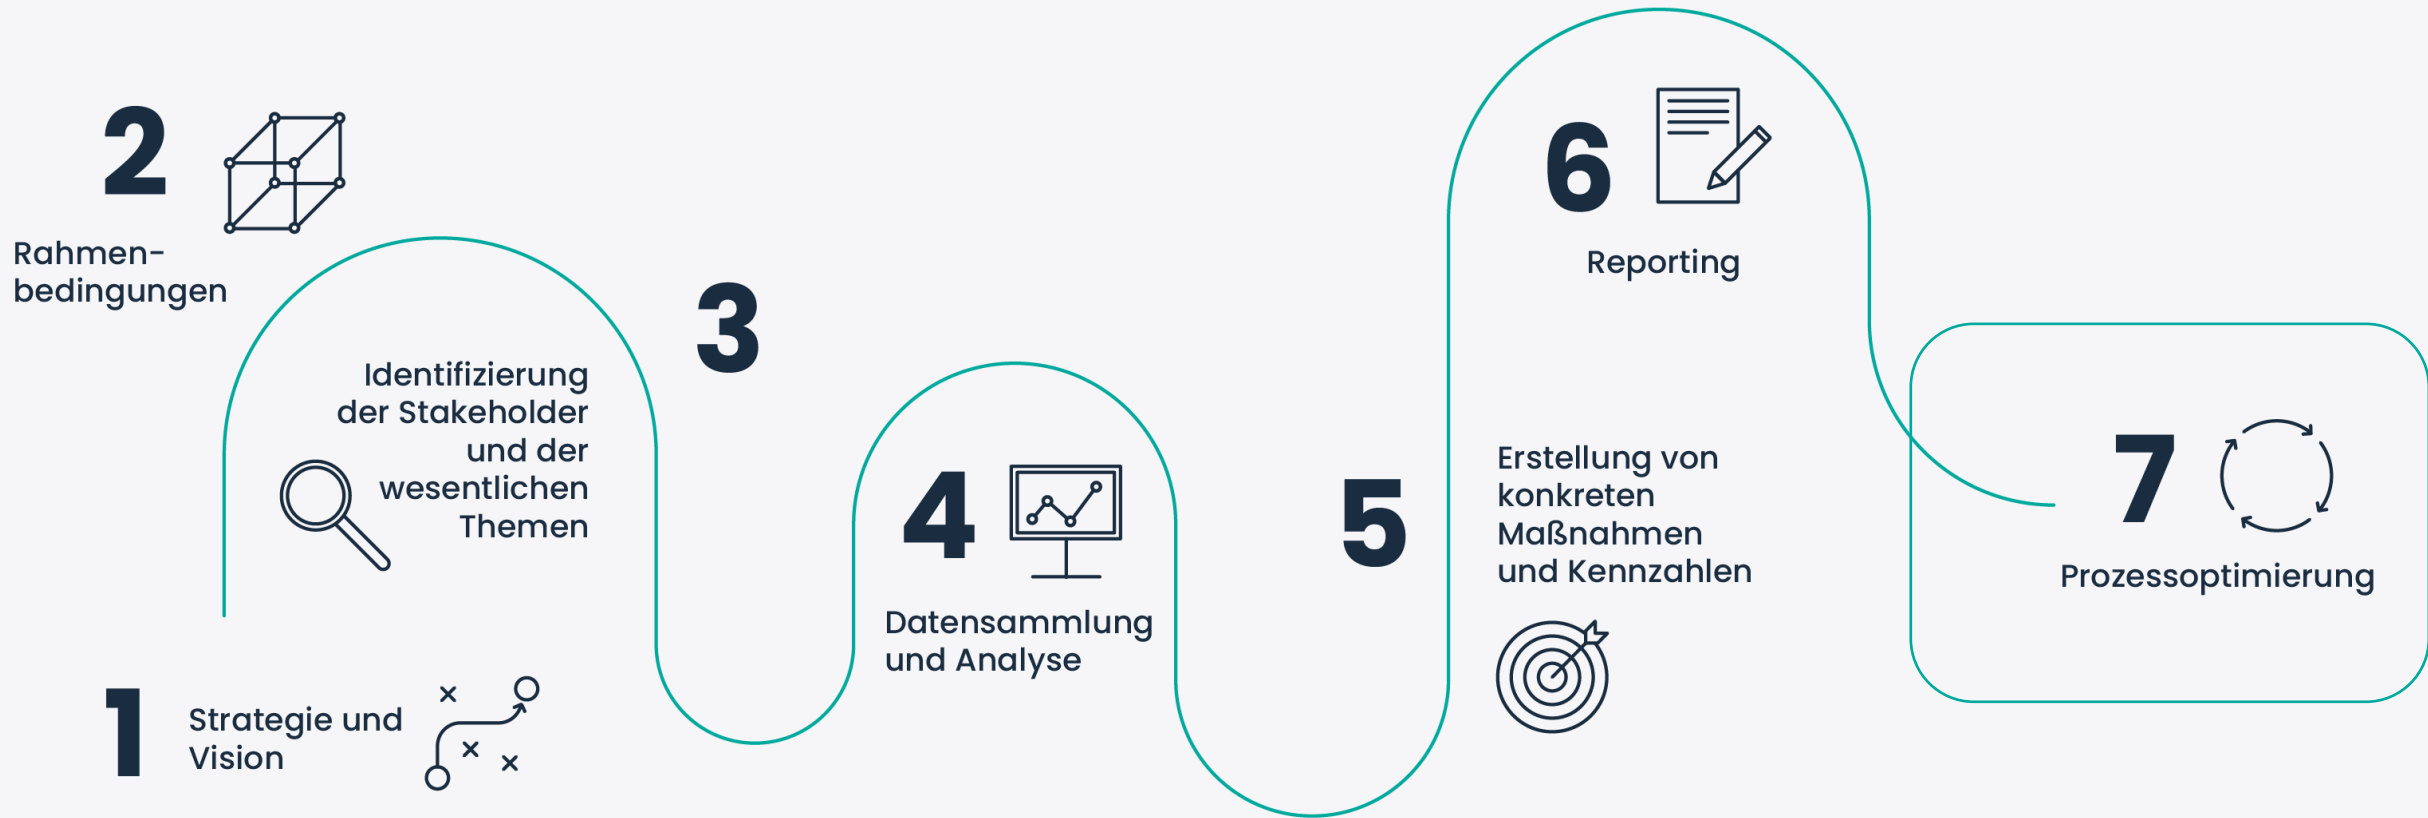 1
Strategie und
Vision
2
Rahmen-
bedingungen
3
Identifizierung
der Stakeholder
und der
wesentlichen
Themen
4
Datensammlung
und Analyse
5
Erstellung von
konkreten
Maßnahmen
und Kennzahlen
6
Reporting
7
Prozessoptimierung